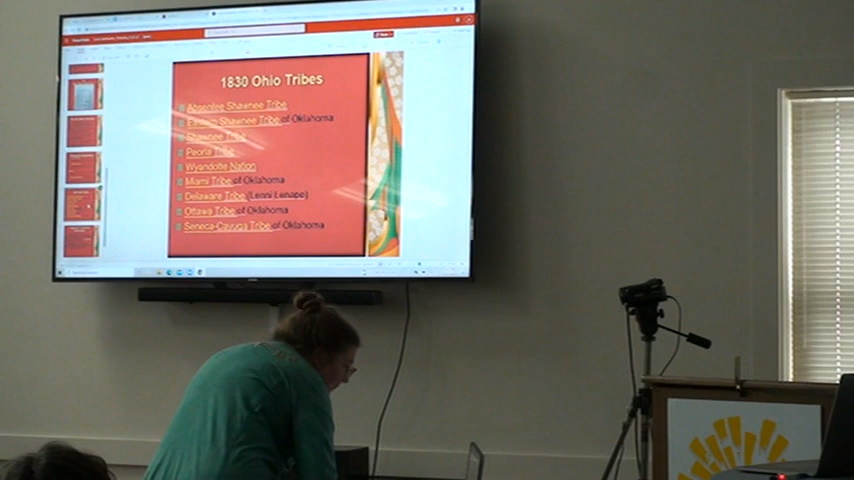 1830 Ohio Tribes
Absentee Shawnee Tribe
Eastern Shawnee Tribe of Oklahoma
Shawnee Tribe
Peoria Tribe
Wyandotte Nation
Miami Tribe of Oklahoma
Delaware Tribe (Lenni Lenape)
Ottawa Tribe of Oklahoma
Seneca-Cayuga Tribe of Oklahoma